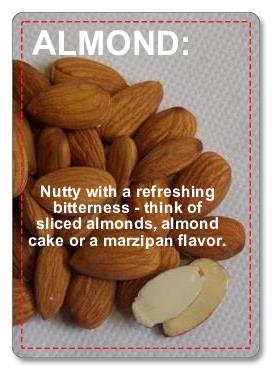 ALMOND:
Nutty with a refreshing
bitterness - think of
sliced almonds, almond
cake or a marzipan flavor.